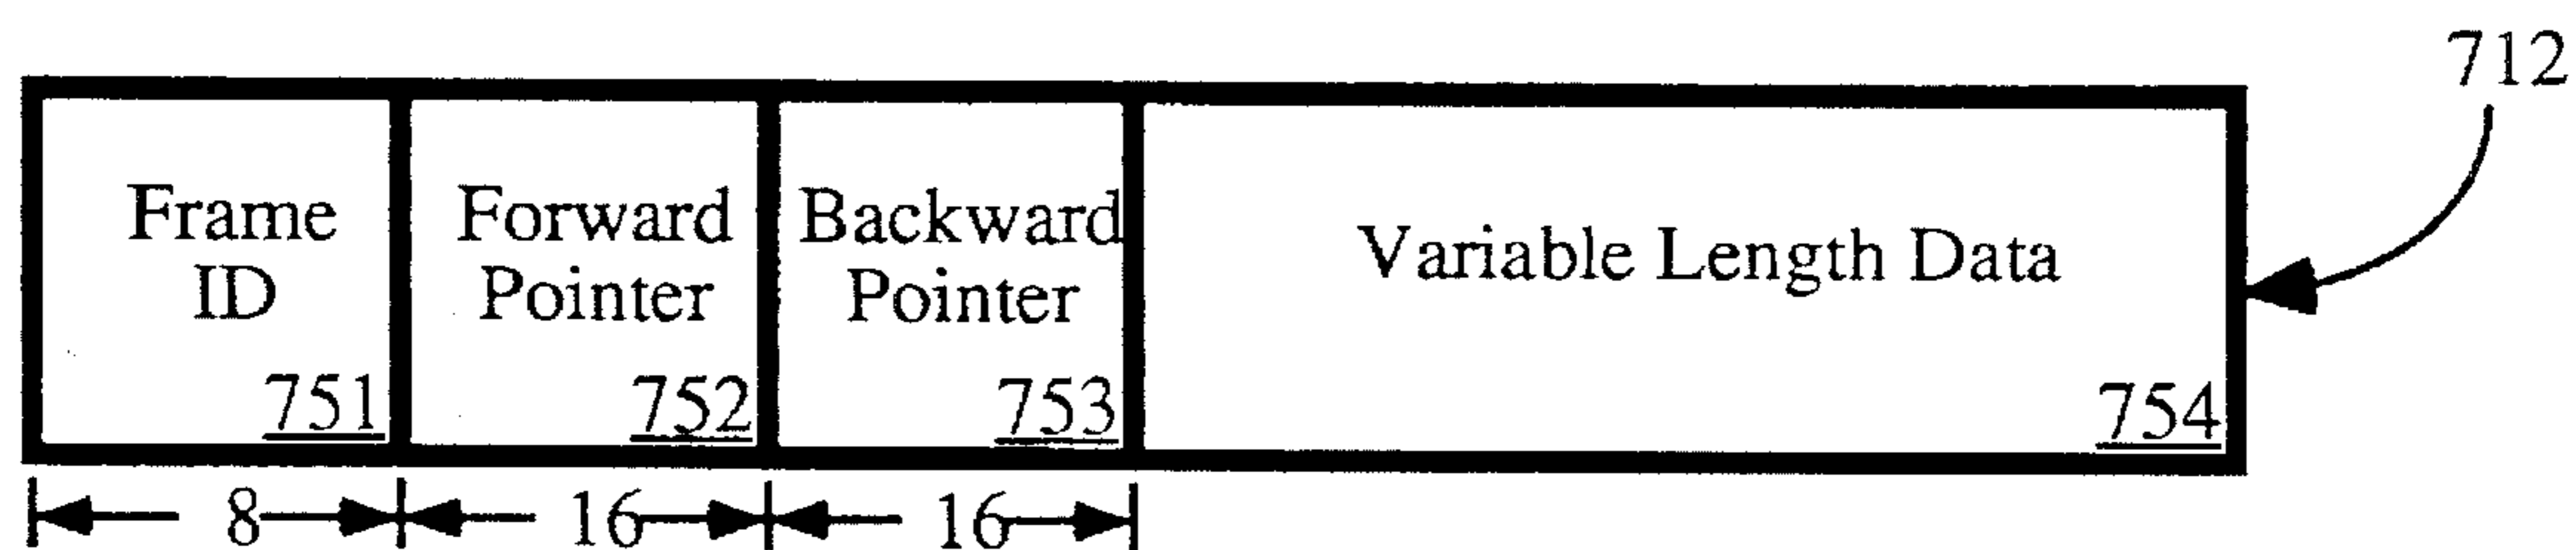 712
Frame
ID
751
Forward
Pointer
752
Backward
Pointer
753
Variable Length Data
754
8
16
16